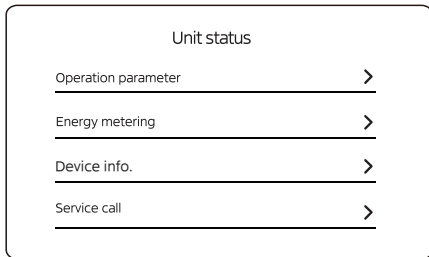 Unit status
Operation parameter
Energy metering
Device info.
Service call